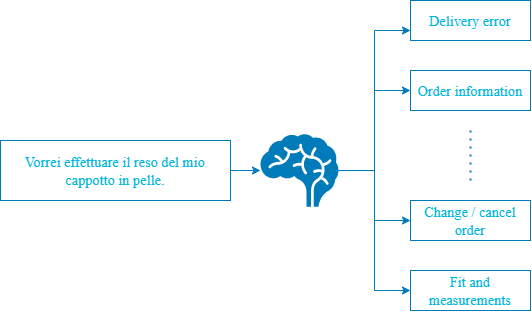 Delivery error
Order information
Vorrei effettuare il reso del mio
cappotto in pelle.
Change / cancel
order
Fit and
measurements